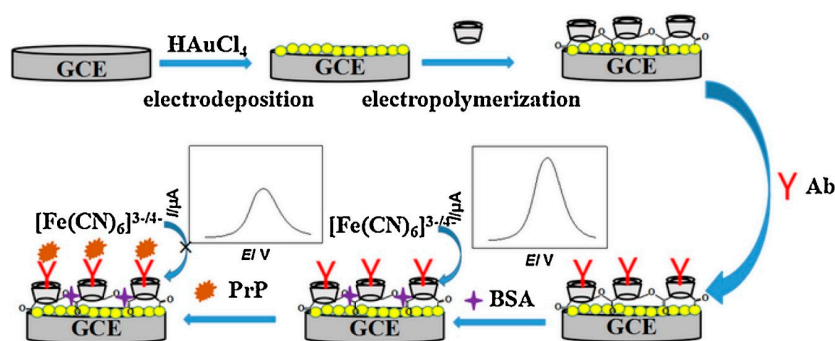 HAuCl4
GCE
electrodeposition
GCE
electropolymerization
GCE
Ab
[Fe(CN)6]3-/4-
I/μA
E/ V
[Fe(CN)6]3-/4-
I/μA
E/ V
PrP
GCE
GCE
BSA
GCE
o
o
o
o
o
o
o
o